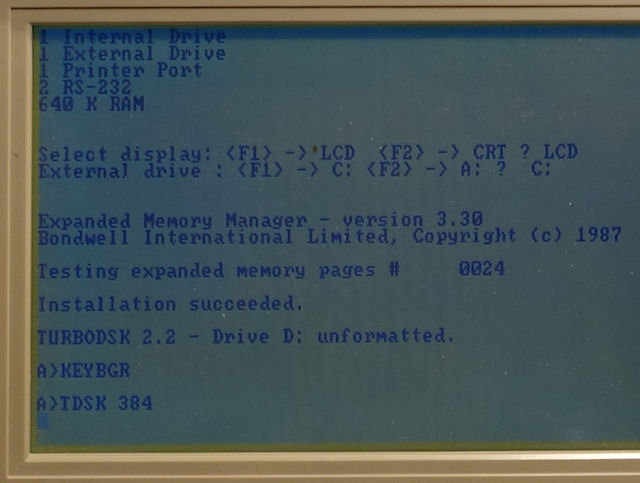 1 Internal Drive
1 External Drive
1 Printer Port
2 RS-232
640 K RAM
Select display: <F1> -> LCD  <F2> -> CRT ? LCD
External drive : <F1> -> C: <F2> -> A: ?  C:
Expanded Memory Manager - version 3.30
Bondwell International Limited, Copyright (c) 1987
Testing expanded memory pages #     0024
Installation succeeded.
TURBODSK 2.2 - Drive D: unformatted.
A>KEYBGR
A>TDSK 384